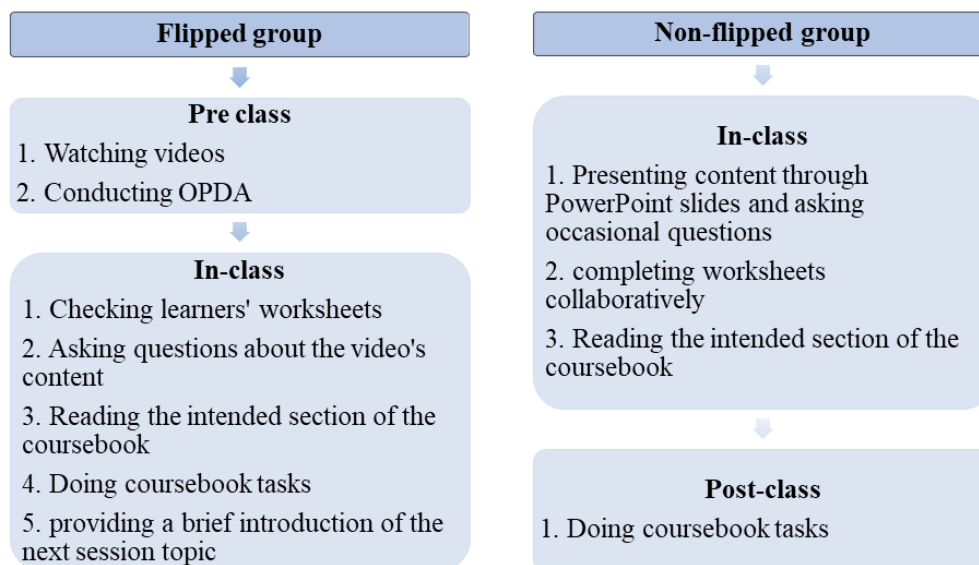 Flipped group
Pre class
1. Watching videos
2. Conducting OPDA
In-class
1. Checking learners' worksheets
2. Asking questions about the video's
content
3. Reading the intended section of the
coursebook
4. Doing coursebook tasks
5. providing a brief introduction of the
next session topic
Non-flipped group
In-class
1. Presenting content through
PowerPoint slides and asking
occasional questions
2. completing worksheets
collaboratively
3. Reading the intended section of the
coursebook
Post-class
1. Doing coursebook tasks